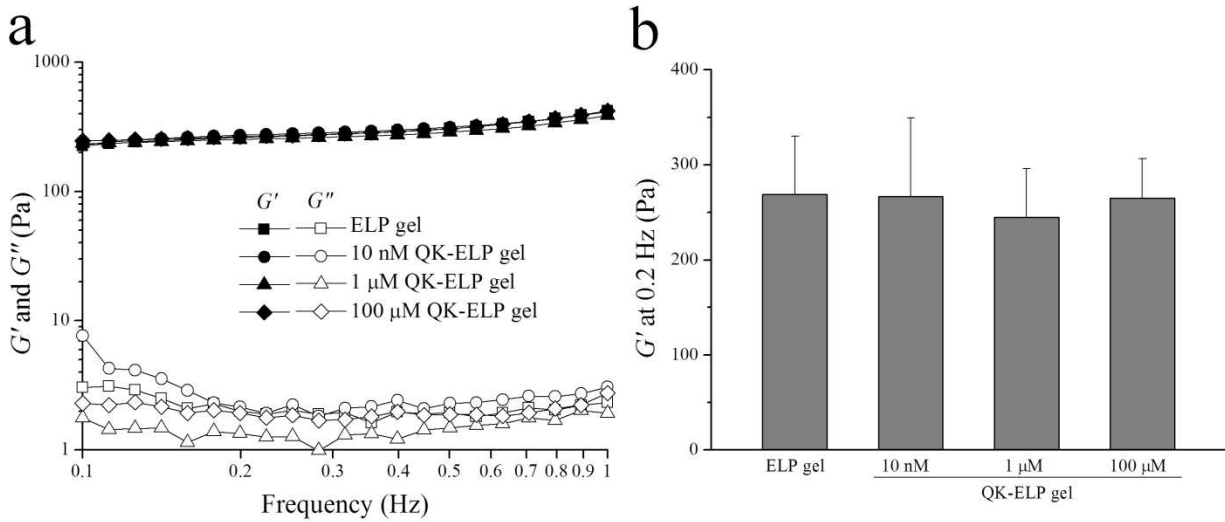 a
1000
100
10
1
G′ and G″ (Pa)
G′ G″
ELP gel
10 nM QK-ELP gel
1 μM QK-ELP gel
100 μM QK-ELP gel
0.1 0.2 0.3 0.4 0.5 0.6 0.7 0.8 0.9 1
Frequency (Hz)
b
400
300
200
100
0
G′ at 0.2 Hz (Pa)
ELP gel 10 nM 1 μM 100 μM
QK-ELP gel